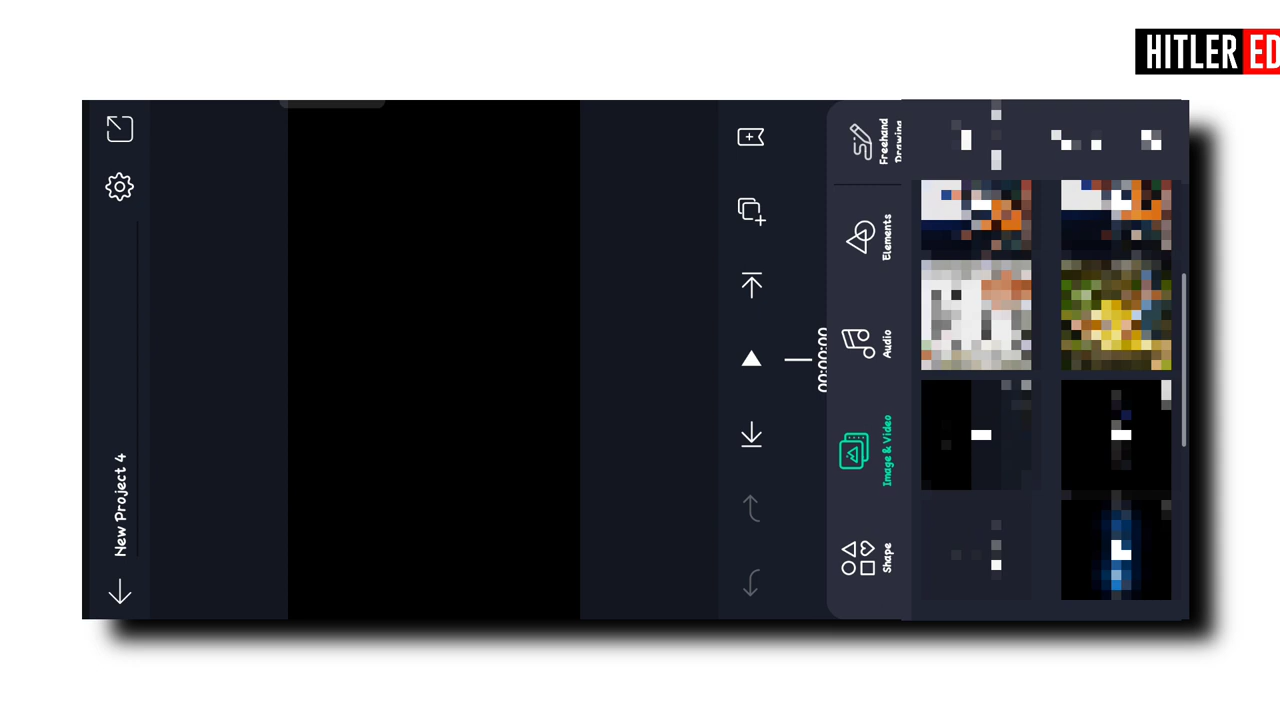 HITLER ED
New Project 4
00:00:00
Freehand
Drawing
Elements
Audio
Image & Video
Shape